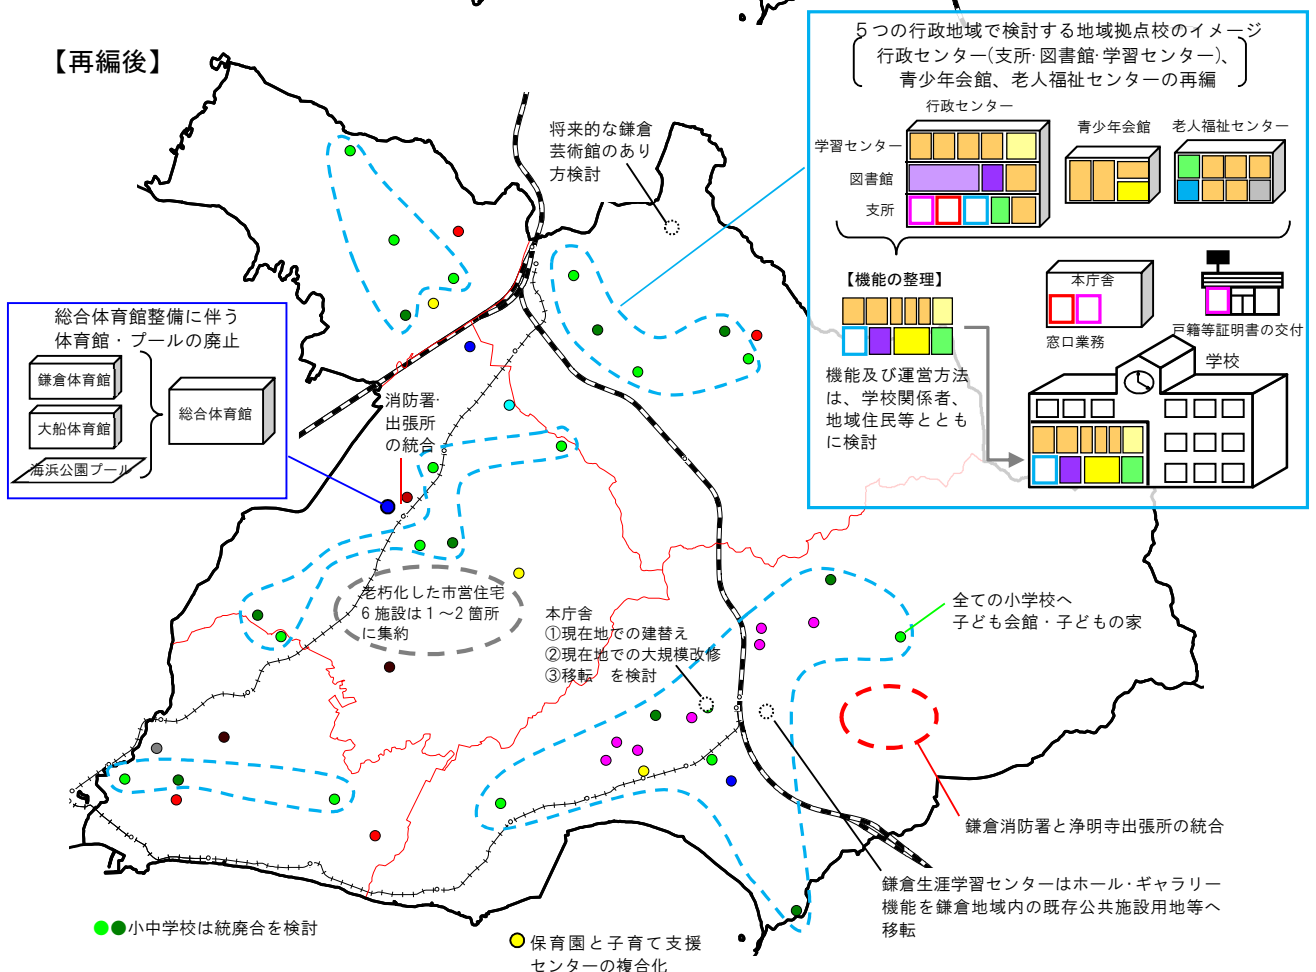 【再編後】
５つの行政地域で検討する地域拠点校のイメージ
行政センター(支所･図書館･学習センター)、
青少年会館、老人福祉センターの再編
行政センター
学習センター
図書館
支所
青少年会館
老人福祉センター
【機能の整理】
機能及び運営方法
は、学校関係者、
地域住民等ととも
に検討
本庁舎
窓口業務
戸籍等証明書の交付
学校
将来的な鎌倉
芸術館のあり
方検討
総合体育館整備に伴う
体育館・プールの廃止
鎌倉体育館
大船体育館
海浜公園プール
総合体育館
消防署･
出張所
の統合
老朽化した市営住宅
６施設は１～2 箇所
に集約
本庁舎
①現在地での建替え
②現在地での大規模改修
③移転　を検討
全ての小学校へ
子ども会館・子どもの家
鎌倉消防署と浄明寺出張所の統合
鎌倉生涯学習センターはホール･ギャラリー
機能を鎌倉地域内の既存公共施設用地等へ
移転
小中学校は統廃合を検討
保育園と子育て支援
センターの複合化